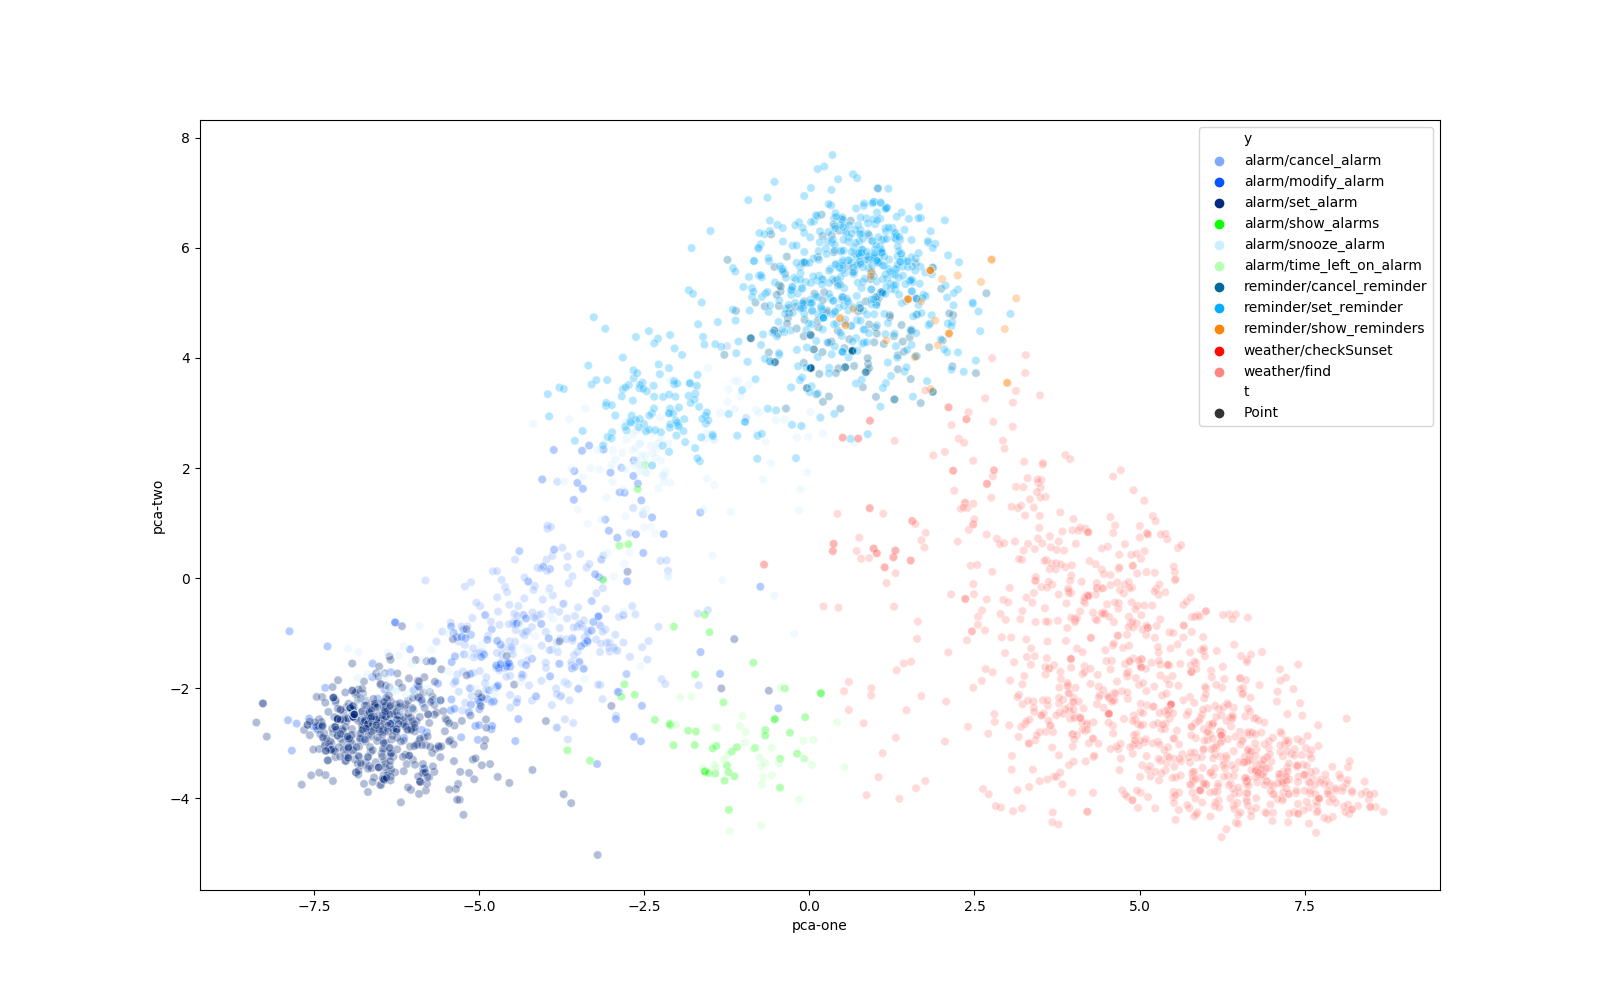 y
alarm/cancel_alarm
alarm/modify_alarm
alarm/set_alarm
alarm/show_alarms
alarm/snooze_alarm
alarm/time_left_on_alarm
reminder/cancel_reminder
reminder/set_reminder
reminder/show_reminders
weather/checkSunset
weather/find
t
Point
8
6
4
2
0
−2
−4
pca-two
−7.5 −5.0 −2.5 0.0 2.5 5.0 7.5
pca-one